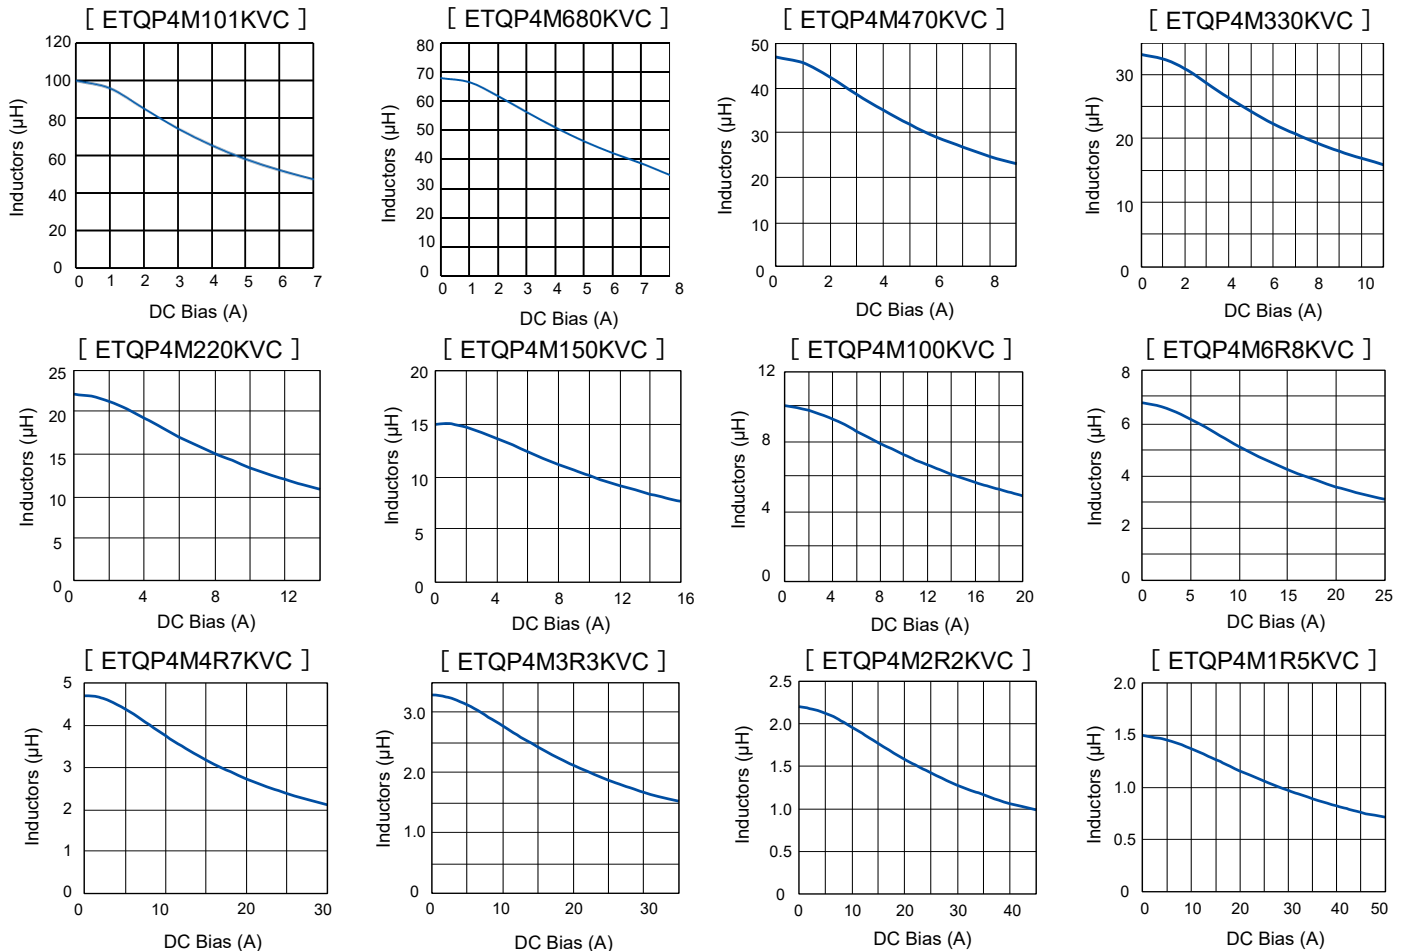 [ ETQP4M101KVC ]
Inductors (μH)
120
100
80
60
40
20
0
0 1 2 3 4 5 6 7
DC Bias (A)
[ ETQP4M680KVC ]
Inductors (μH)
80
70
60
50
40
30
20
10
0
0 1 2 3 4 5 6 7 8
DC Bias (A)
[ ETQP4M470KVC ]
Inductors (μH)
50
40
30
20
10
0
0 2 4 6 8
DC Bias (A)
[ ETQP4M330KVC ]
Inductors (μH)
30
20
10
0
0 2 4 6 8 10
DC Bias (A)
[ ETQP4M220KVC ]
Inductors (μH)
25
20
15
10
5
0
0 4 8 12
DC Bias (A)
[ ETQP4M150KVC ]
Inductors (μH)
20
15
10
5
0
0 4 8 12 16
DC Bias (A)
[ ETQP4M100KVC ]
Inductors (μH)
12
8
4
0
0 4 8 12 16 20
DC Bias (A)
[ ETQP4M6R8KVC ]
Inductors (μH)
8
6
4
2
0
0 5 10 15 20 25
DC Bias (A)
[ ETQP4M4R7KVC ]
Inductors (μH)
5
4
3
2
1
0
0 10 20 30
DC Bias (A)
[ ETQP4M3R3KVC ]
Inductors (μH)
3.0
2.0
1.0
0
0 10 20 30
DC Bias (A)
[ ETQP4M2R2KVC ]
Inductors (μH)
2.5
2.0
1.5
1.0
0.5
0
0 10 20 30 40
DC Bias (A)
[ ETQP4M1R5KVC ]
Inductors (μH)
2.0
1.5
1.0
0.5
0
0 10 20 30 40 50
DC Bias (A)